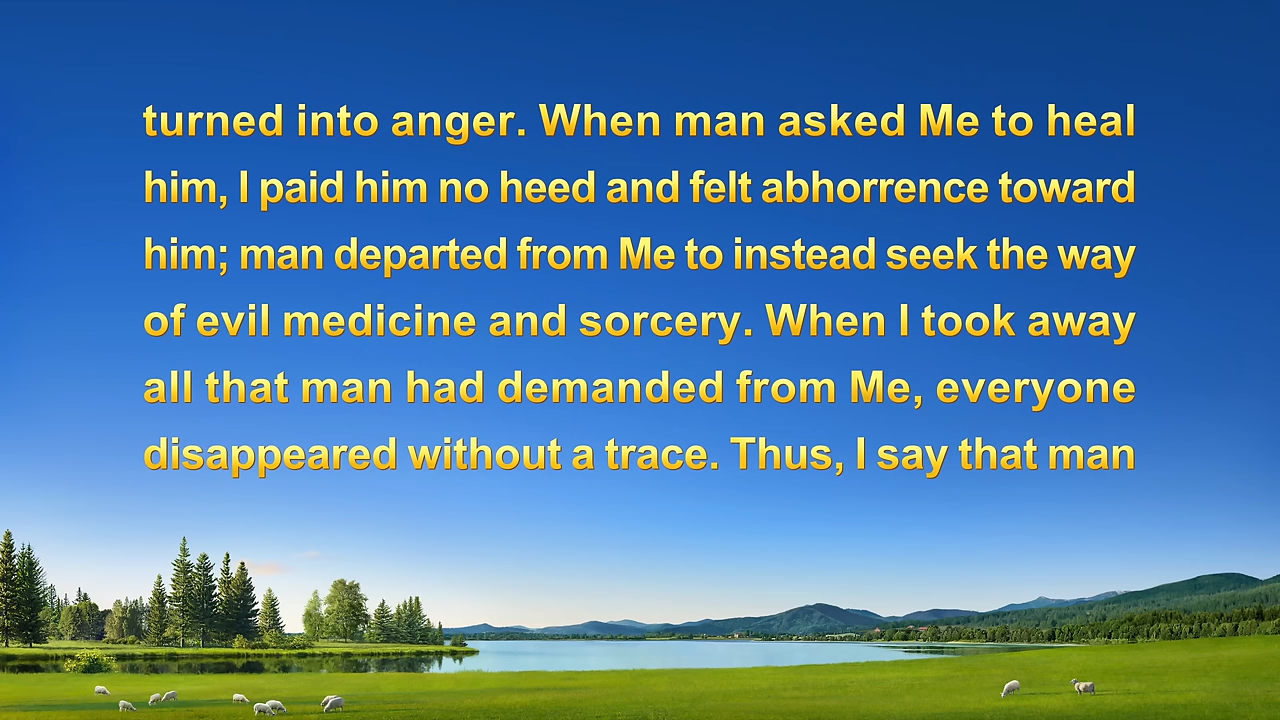 turned into anger. When man asked Me to heal
him, I paid him no heed and felt abhorrence toward
him; man departed from Me to instead seek the way
of evil medicine and sorcery. When I took away
all that man had demanded from Me, everyone
disappeared without a trace. Thus, I say that man